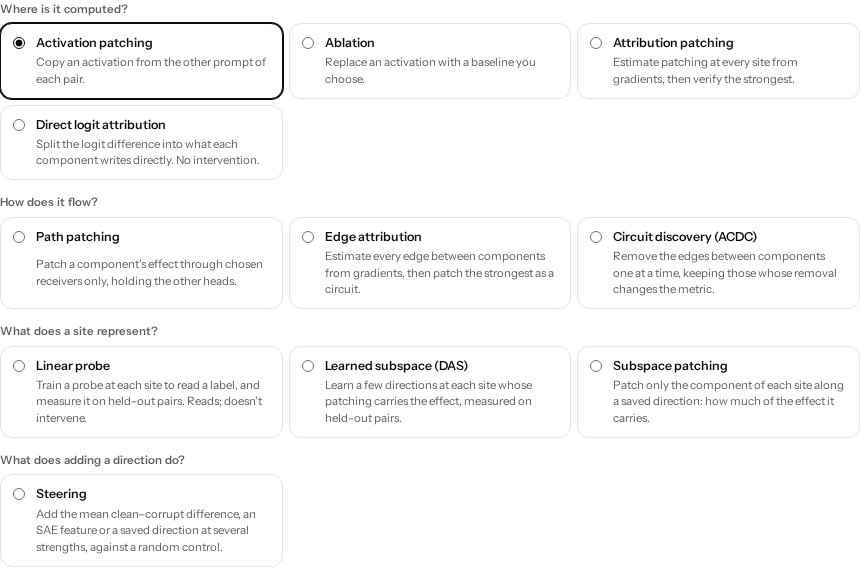 Where is it computed?
Activation patching
Copy an activation from the other prompt of
each pair.
Ablation
Replace an activation with a baseline you
choose.
Attribution patching
Estimate patching at every site from
gradients, then verify the strongest.
Direct logit attribution
Split the logit difference into what each
component writes directly. No intervention.
How does it flow?
Path patching
Patch a component's effect through chosen
receivers only, holding the other heads.
Edge attribution
Estimate every edge between components
from gradients, then patch the strongest as a
circuit.
Circuit discovery (ACDC)
Remove the edges between components
one at a time, keeping those whose removal
changes the metric.
What does a site represent?
Linear probe
Train a probe at each site to read a label, and
measure it on held-out pairs. Reads; doesn't
intervene.
Learned subspace (DAS)
Learn a few directions at each site whose
patching carries the effect, measured on
held-out pairs.
Subspace patching
Patch only the component of each site along
a saved direction: how much of the effect it
carries.
What does adding a direction do?
Steering
Add the mean clean–corrupt difference, an
SAE feature or a saved direction at several
strengths, against a random control.